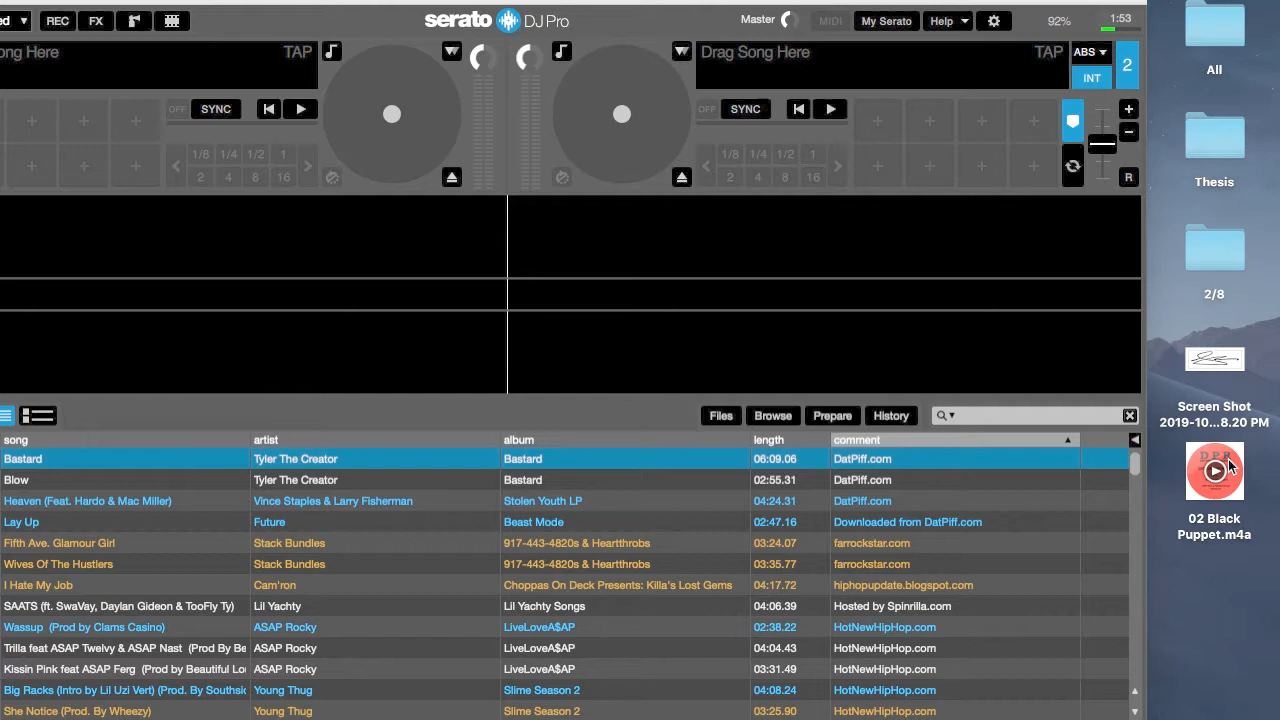 ed ▼ REC FX serato DJ Pro Master MIDI My Serato Help ▼ 92% 1:53
ong Here TAP Drag Song Here TAP ABS ▼ 2
INT
OFF SYNC OFF SYNC
1/8 1/4 1/2 1 1/8 1/4 1/2 1
2 4 8 16 2 4 8 16 R
Files Browse Prepare History
song artist album length comment
Bastard Tyler The Creator Bastard 06:09.06 DatPiff.com
Blow Tyler The Creator Bastard 02:55.31 DatPiff.com
Heaven (Feat. Hardo & Mac Miller) Vince Staples & Larry Fisherman Stolen Youth LP 04:24.31 DatPiff.com
Lay Up Future Beast Mode 02:47.16 Downloaded from DatPiff.com
Fifth Ave. Glamour Girl Stack Bundles 917-443-4820s & Heartthrobs 03:24.07 farrockstar.com
Wives Of The Hustlers Stack Bundles 917-443-4820s & Heartthrobs 03:35.77 farrockstar.com
I Hate My Job Cam'ron Choppas On Deck Presents: Killa's Lost Gems 04:17.72 hiphopupdate.blogspot.com
SAATS (ft. SwaVay, Daylan Gideon & TooFly Ty) Lil Yachty Lil Yachty Songs 04:06.39 Hosted by Spinrilla.com
Wassup (Prod by Clams Casino) ASAP Rocky LiveLoveA$AP 02:38.22 HotNewHipHop.com
Trilla feat ASAP Twelvy & ASAP Nast (Prod By Be ASAP Rocky LiveLoveA$AP 04:04.43 HotNewHipHop.com
Kissin Pink feat ASAP Ferg (Prod by Beautiful Lou ASAP Rocky LiveLoveA$AP 03:31.49 HotNewHipHop.com
Big Racks (Intro by Lil Uzi Vert) (Prod. By Southsid Young Thug Slime Season 2 04:08.24 HotNewHipHop.com
She Notice (Prod. By Wheezy) Young Thug Slime Season 2 03:25.90 HotNewHipHop.com
All
Thesis
2/8
Screen Shot
2019-10...8.20 PM
DPR
02 Black
Puppet.m4a